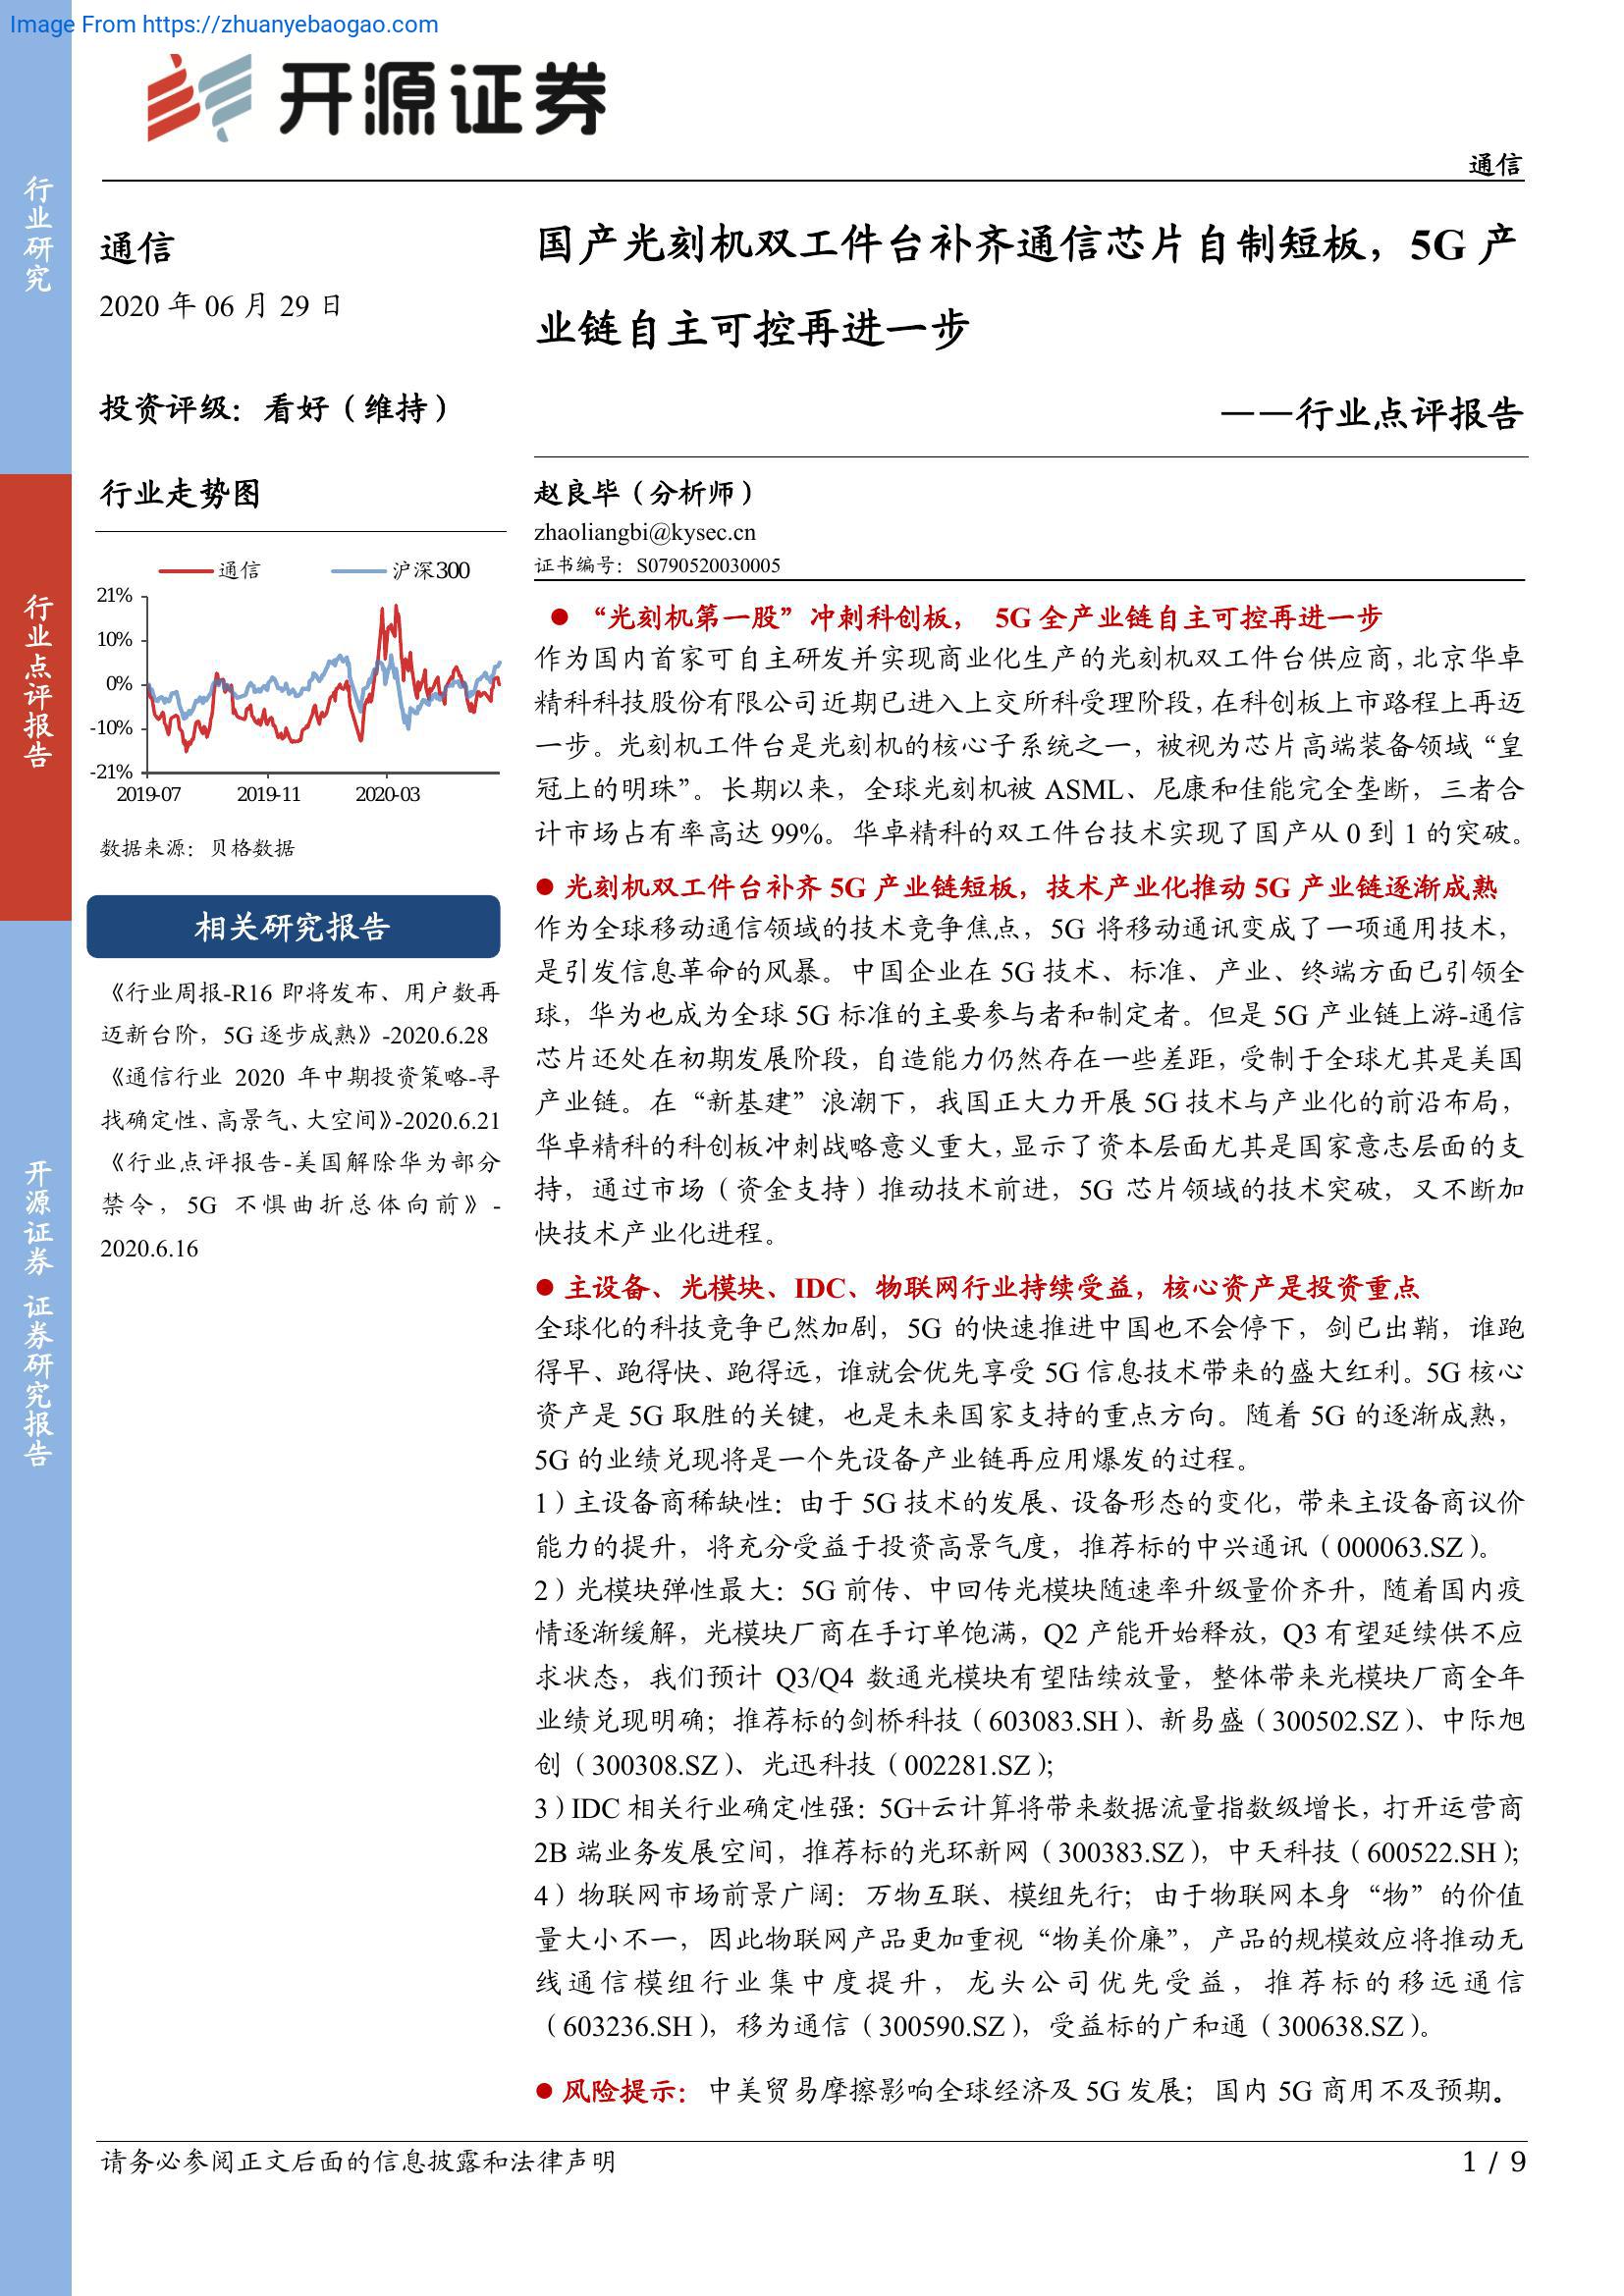 Image From https://zhuanyebaogao.com
开源证券
通信
行业研究
行业点评报告
开源证券 证券研究报告
通信
2020 年 06 月 29 日
投资评级：看好（维持）
行业走势图
通信
沪深300
21%
10%
0%
-10%
-21%
2019-07 2019-11 2020-03
数据来源：贝格数据
相关研究报告
《行业周报-R16 即将发布、用户数再
迈新台阶，5G 逐步成熟》-2020.6.28
《通信行业 2020 年中期投资策略-寻
找确定性、高景气、大空间》-2020.6.21
《行业点评报告-美国解除华为部分
禁令，5G 不惧曲折总体向前》-
2020.6.16
国产光刻机双工件台补齐通信芯片自制短板，5G 产
业链自主可控再进一步
——行业点评报告
赵良毕（分析师）
zhaoliangbi@kysec.cn
证书编号：S0790520030005
● “光刻机第一股”冲刺科创板， 5G 全产业链自主可控再进一步
作为国内首家可自主研发并实现商业化生产的光刻机双工件台供应商，北京华卓
精科科技股份有限公司近期已进入上交所科受理阶段，在科创板上市路程上再迈
一步。光刻机工件台是光刻机的核心子系统之一，被视为芯片高端装备领域“皇
冠上的明珠”。长期以来，全球光刻机被 ASML、尼康和佳能完全垄断，三者合
计市场占有率高达 99%。华卓精科的双工件台技术实现了国产从 0 到 1 的突破。
● 光刻机双工件台补齐 5G 产业链短板，技术产业化推动 5G 产业链逐渐成熟
作为全球移动通信领域的技术竞争焦点，5G 将移动通讯变成了一项通用技术，
是引发信息革命的风暴。中国企业在 5G 技术、标准、产业、终端方面已引领全
球，华为也成为全球 5G 标准的主要参与者和制定者。但是 5G 产业链上游-通信
芯片还处在初期发展阶段，自造能力仍然存在一些差距，受制于全球尤其是美国
产业链。在“新基建”浪潮下，我国正大力开展 5G 技术与产业化的前沿布局，
华卓精科的科创板冲刺战略意义重大，显示了资本层面尤其是国家意志层面的支
持，通过市场（资金支持）推动技术前进，5G 芯片领域的技术突破，又不断加
快技术产业化进程。
● 主设备、光模块、IDC、物联网行业持续受益，核心资产是投资重点
全球化的科技竞争已然加剧，5G 的快速推进中国也不会停下，剑已出鞘，谁跑
得早、跑得快、跑得远，谁就会优先享受 5G 信息技术带来的盛大红利。5G 核心
资产是 5G 取胜的关键，也是未来国家支持的重点方向。随着 5G 的逐渐成熟，
5G 的业绩兑现将是一个先设备产业链再应用爆发的过程。
1）主设备商稀缺性：由于 5G 技术的发展、设备形态的变化，带来主设备商议价
能力的提升，将充分受益于投资高景气度，推荐标的中兴通讯（000063.SZ）。
2）光模块弹性最大：5G 前传、中回传光模块随速率升级量价齐升，随着国内疫
情逐渐缓解，光模块厂商在手订单饱满，Q2 产能开始释放，Q3 有望延续供不应
求状态，我们预计 Q3/Q4 数通光模块有望陆续放量，整体带来光模块厂商全年
业绩兑现明确；推荐标的剑桥科技（603083.SH）、新易盛（300502.SZ）、中际旭
创（300308.SZ）、光迅科技（002281.SZ）；
3）IDC 相关行业确定性强：5G+云计算将带来数据流量指数级增长，打开运营商
2B 端业务发展空间，推荐标的光环新网（300383.SZ），中天科技（600522.SH）；
4）物联网市场前景广阔：万物互联、模组先行；由于物联网本身“物”的价值
量大小不一，因此物联网产品更加重视“物美价廉”，产品的规模效应将推动无
线通信模组行业集中度提升，龙头公司优先受益，推荐标的移远通信
（603236.SH），移为通信（300590.SZ），受益标的广和通（300638.SZ）。
● 风险提示：中美贸易摩擦影响全球经济及 5G 发展；国内 5G 商用不及预期。
请务必参阅正文后面的信息披露和法律声明
1 / 9